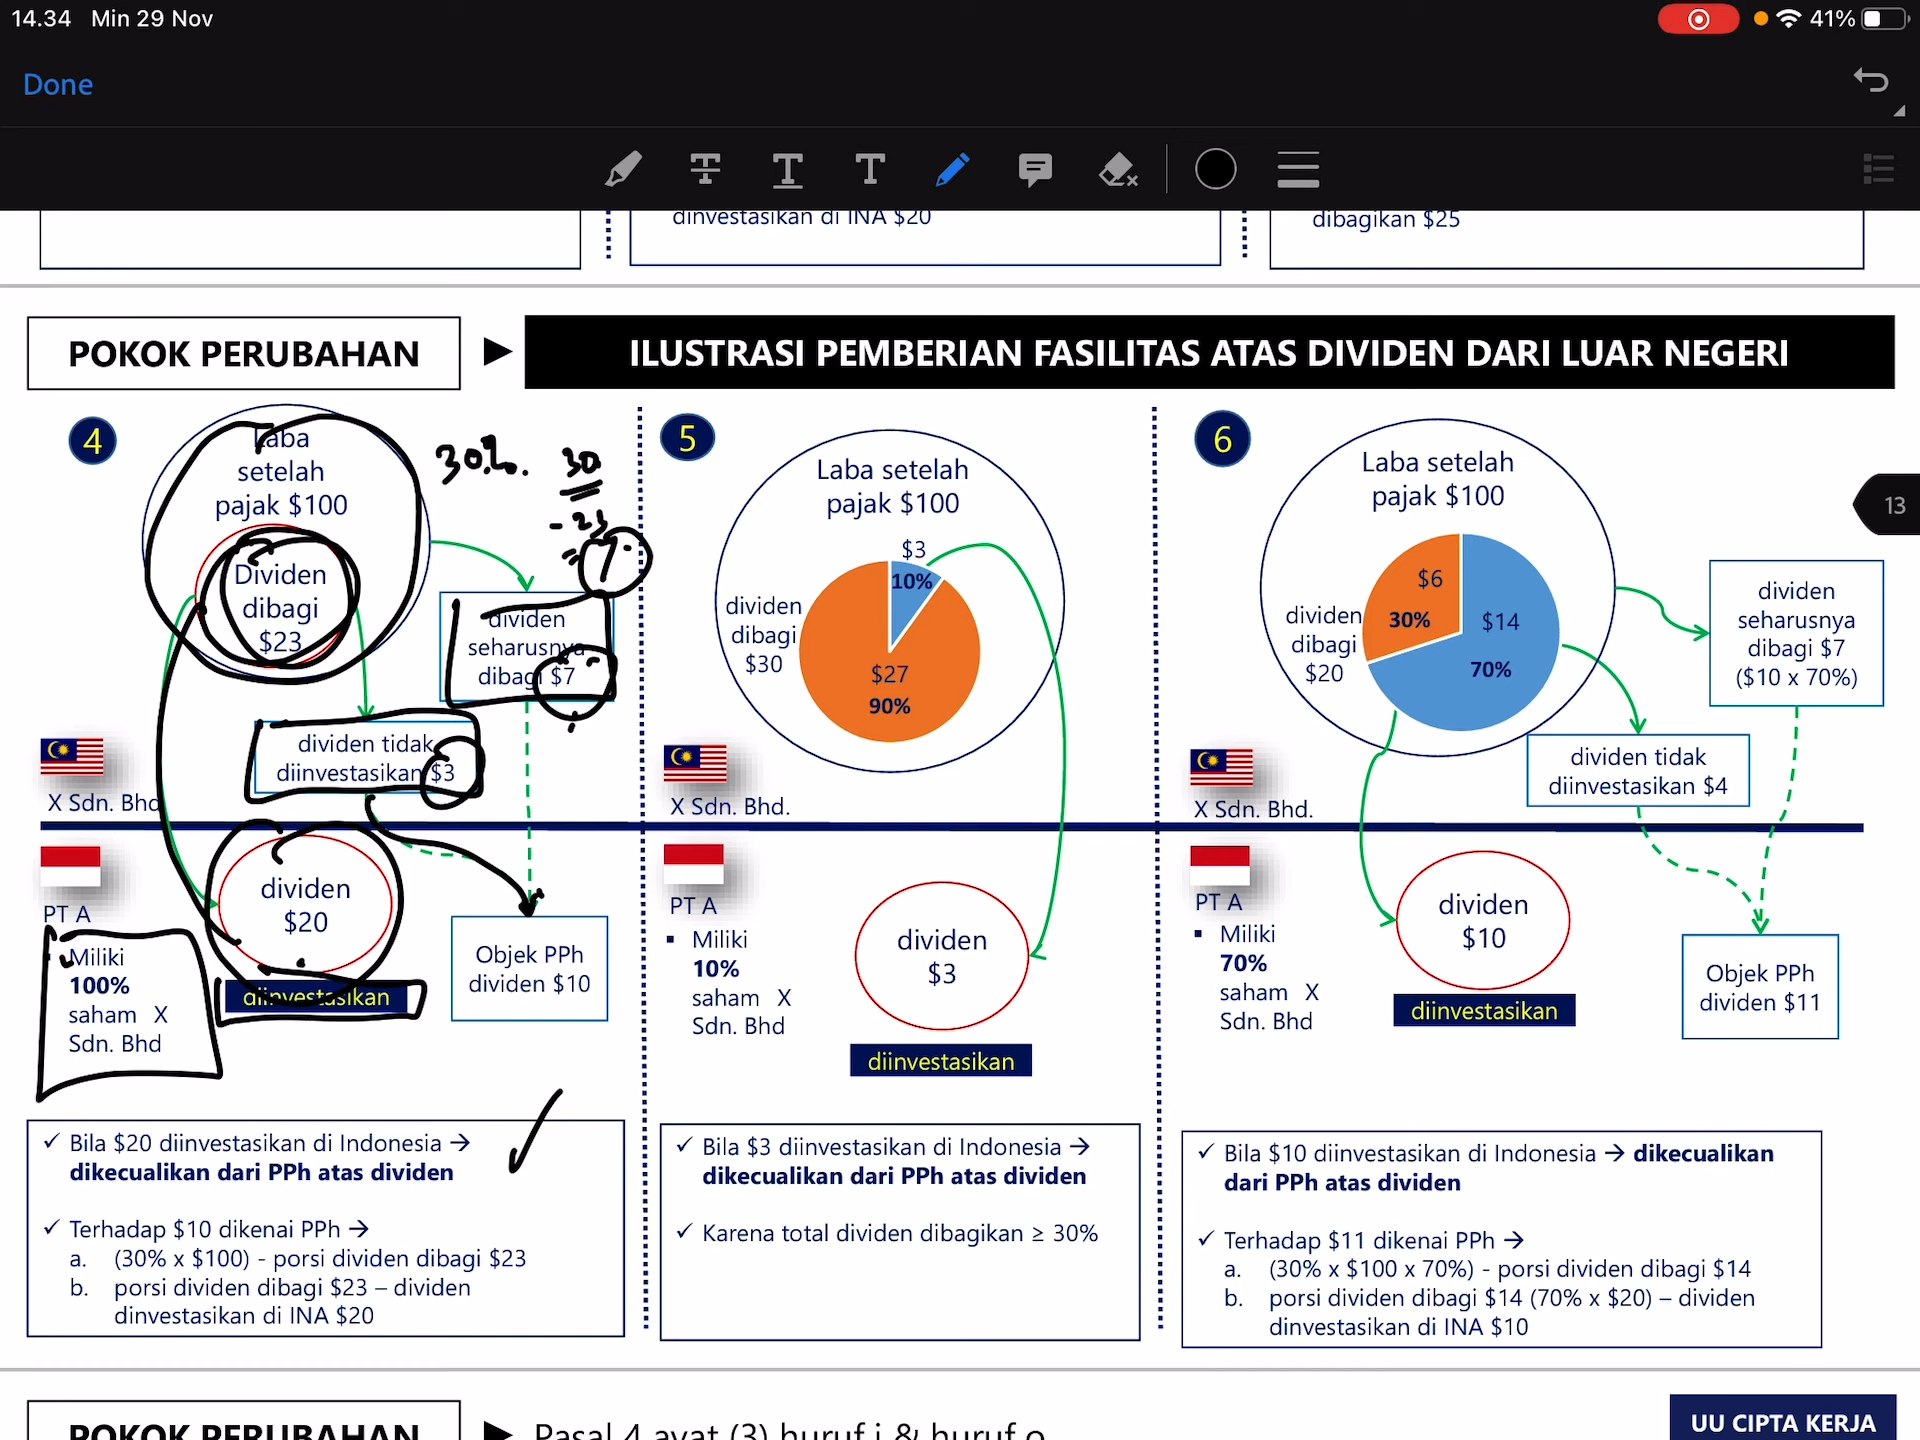 14.34 Min 29 Nov
41%
Done
dinvestasikan di INA $20
dibagikan $25
POKOK PERUBAHAN
ILUSTRASI PEMBERIAN FASILITAS ATAS DIVIDEN DARI LUAR NEGERI
13
4
Laba
setelah
pajak $100
Dividen
dibagi
$23
30%.
30
- 23
= 7
dividen
seharusnya
dibagi $7
dividen tidak
diinvestasikan $3
X Sdn. Bhd
PT A
Miliki
100%
saham X
Sdn. Bhd
dividen
$20
diinvestasikan
Objek PPh
dividen $10
✓ Bila $20 diinvestasikan di Indonesia →
dikecualikan dari PPh atas dividen
✓ Terhadap $10 dikenai PPh →
a. (30% x $100) - porsi dividen dibagi $23
b. porsi dividen dibagi $23 – dividen
dinvestasikan di INA $20
5
Laba setelah
pajak $100
$3
10%
dividen
dibagi
$30
$27
90%
X Sdn. Bhd.
PT A
▪ Miliki
10%
saham X
Sdn. Bhd
dividen
$3
diinvestasikan
✓ Bila $3 diinvestasikan di Indonesia →
dikecualikan dari PPh atas dividen
✓ Karena total dividen dibagikan ≥ 30%
6
Laba setelah
pajak $100
$6
30%
$14
70%
dividen
dibagi
$20
dividen
seharusnya
dibagi $7
($10 x 70%)
dividen tidak
diinvestasikan $4
X Sdn. Bhd.
PT A
▪ Miliki
70%
saham X
Sdn. Bhd
dividen
$10
diinvestasikan
Objek PPh
dividen $11
✓ Bila $10 diinvestasikan di Indonesia → dikecualikan
dari PPh atas dividen
✓ Terhadap $11 dikenai PPh →
a. (30% x $100 x 70%) - porsi dividen dibagi $14
b. porsi dividen dibagi $14 (70% x $20) – dividen
dinvestasikan di INA $10
POKOK PERUBAHAN
Pasal 4 ayat (3) huruf i & huruf o
UU CIPTA KERJA